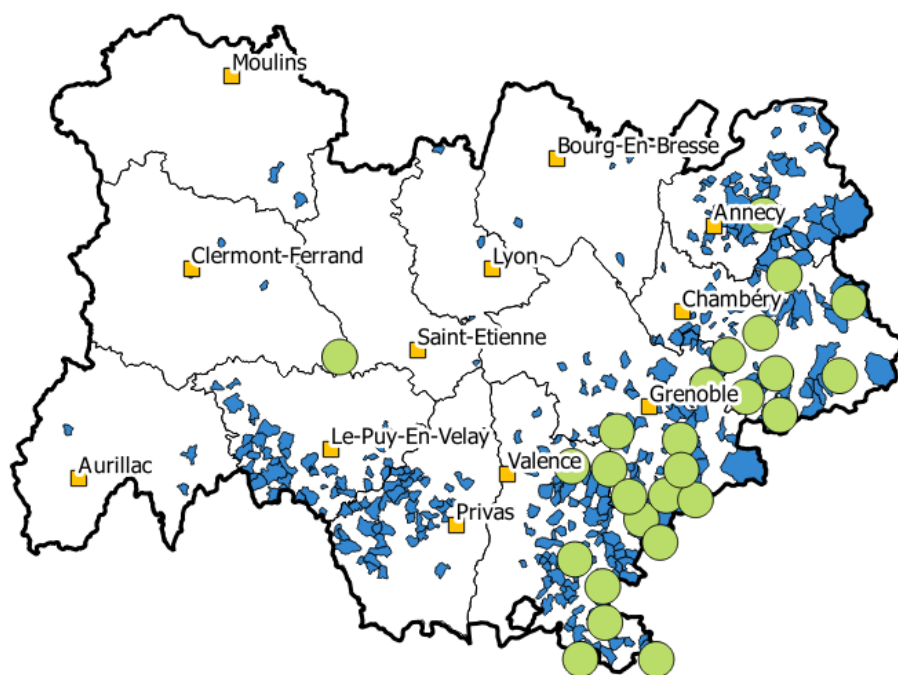 Moulins
Bourg-En-Bresse
Annecy
Clermont-Ferrand
Lyon
Chambéry
Saint-Etienne
Grenoble
Le-Puy-En-Velay
Aurillac
Valence
Privas